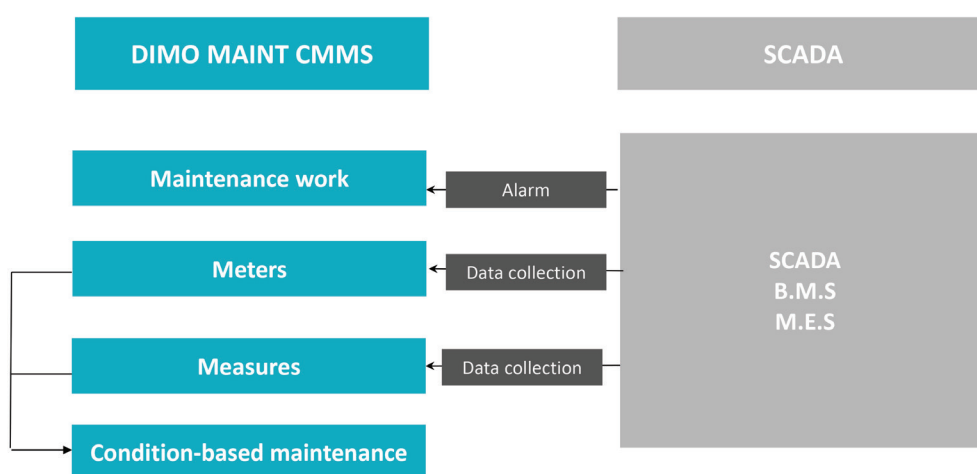 DIMO MAINT CMMS
SCADA
Maintenance work
Alarm
Meters
Data collection
SCADA
B.M.S
M.E.S
Measures
Data collection
Condition-based maintenance